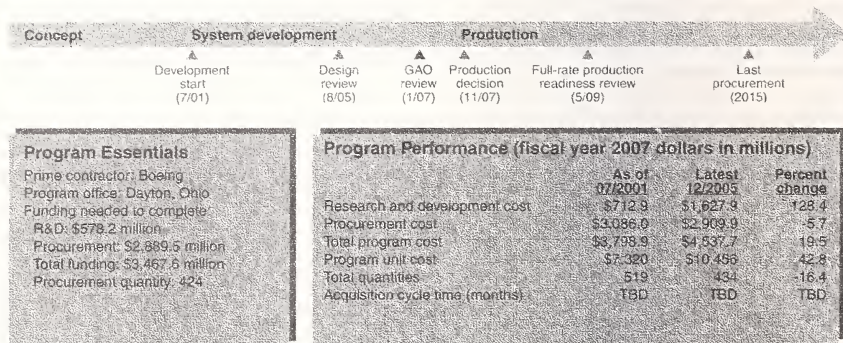 Concept System development Production
Development start (7/01)
Design review (8/05)
GAO review (1/07)
Production decision (11/07)
Full-rate production readiness review (5/09)
Last procurement (2015)
Program Essentials
Prime contractor: Boeing
Program office: Dayton, Ohio
Funding needed to complete:
R&D: $578.2 million
Procurement: $2,889.5 million
Total funding: $3,467.6 million
Procurement quantity: 424
Program Performance (fiscal year 2007 dollars in millions)
As of 07/2001 Latest 12/2005 Percent change
Research and development cost $712.9 $1,627.9 128.4
Procurement cost $3,086.0 $2,909.9 -5.7
Total program cost $3,798.9 $4,537.7 19.5
Program unit cost $7.320 $10.456 42.8
Total quantities 519 434 -16.4
Acquisition cycle time (months) TBD TBD TBD